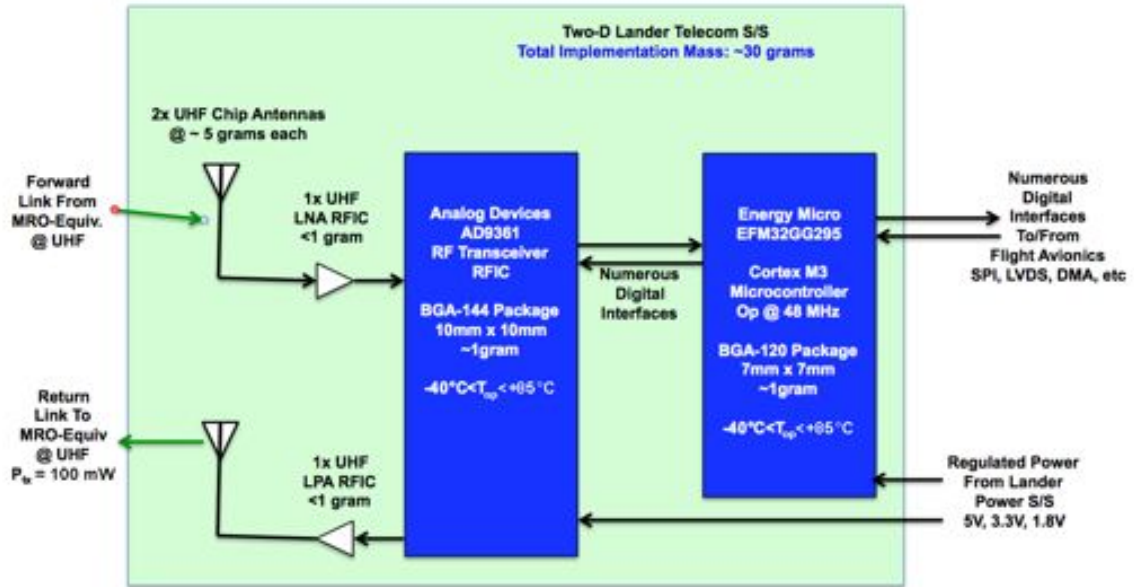 Two-D Lander Telecom S/S
Total Implementation Mass: ~30 grams
2x UHF Chip Antennas
@ ~ 5 grams each
Forward
Link From
MRO-Equiv.
@ UHF
1x UHF
LNA RFIC
<1 gram
Analog Devices
AD9361
RF Transceiver
RFIC
BGA-144 Package
10mm x 10mm
~1gram
-40°C<Top<+85°C
Numerous
Digital
Interfaces
Energy Micro
EFM32GG295
Cortex M3
Microcontroller
Op @ 48 MHz
BGA-120 Package
7mm x 7mm
~1gram
-40°C<Top<+85°C
Numerous
Digital
Interfaces
To/From
Flight Avionics
SPI, LVDS, DMA, etc
Return
Link To
MRO-Equiv
@ UHF
Ptx = 100 mW
1x UHF
LPA RFIC
<1 gram
Regulated Power
From Lander
Power S/S
5V, 3.3V, 1.8V